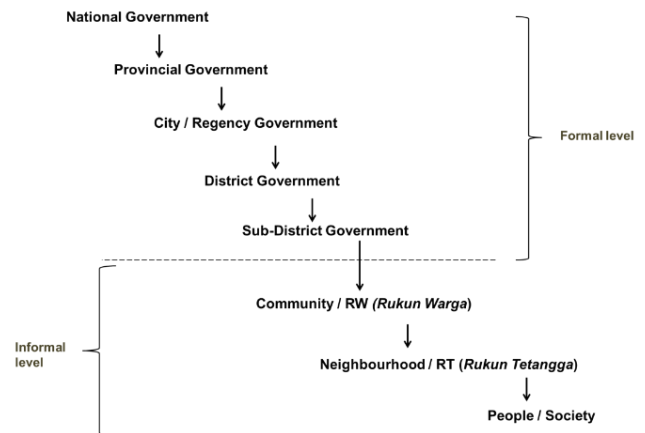 National Government
Provincial Government
City / Regency Government
Formal level
District Government
Sub-District Government
Community / RW (Rukun Warga)
Informal
level
Neighbourhood / RT (Rukun Tetangga)
People / Society